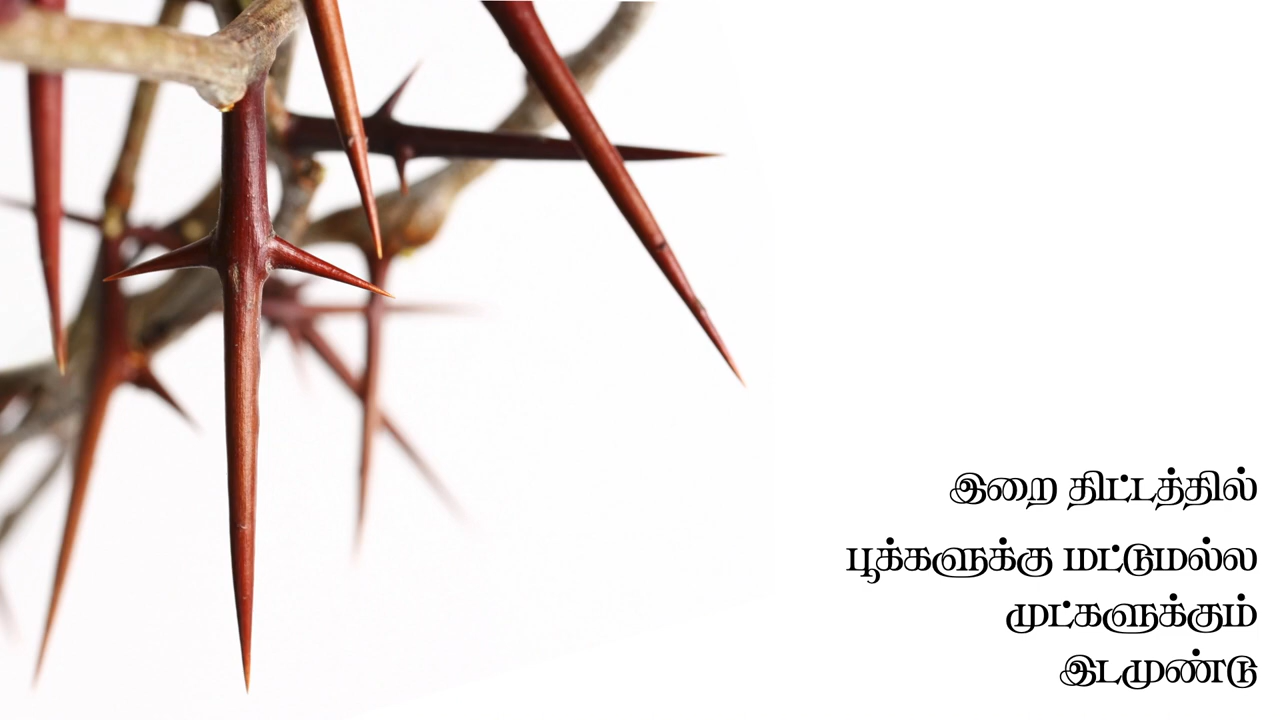 இறை திட்டத்தில்
பூக்களுக்கு மட்டுமல்ல
முட்களுக்கும்
இடமுண்டு